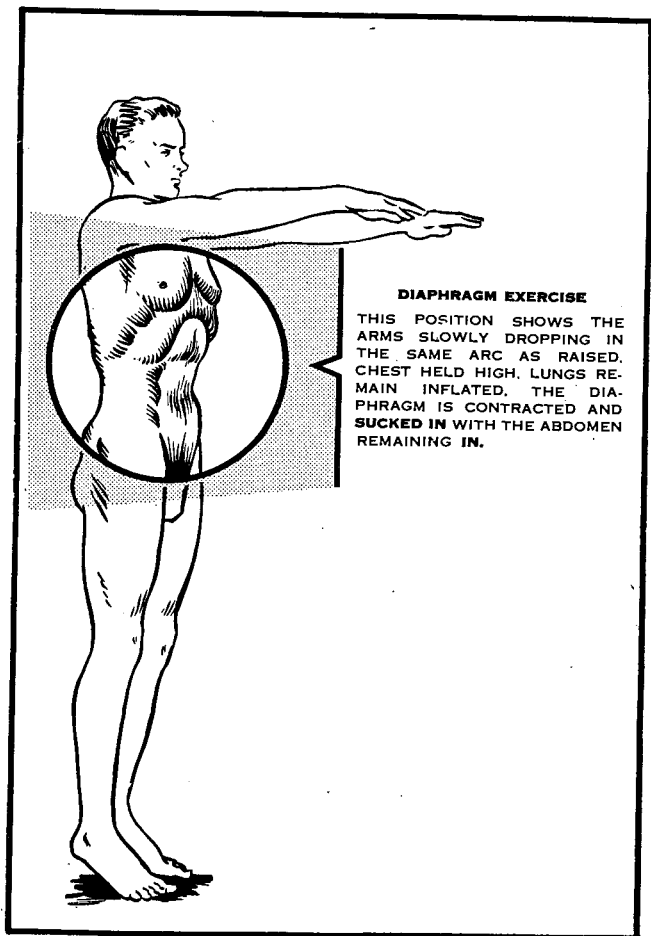 DIAPHRAGM EXERCISE
THIS POSITION SHOWS THE
ARMS SLOWLY DROPPING IN
THE SAME ARC AS RAISED.
CHEST HELD HIGH. LUNGS RE-
MAIN INFLATED. THE DIA-
PHRAGM IS CONTRACTED AND
SUCKED IN WITH THE ABDOMEN
REMAINING IN.